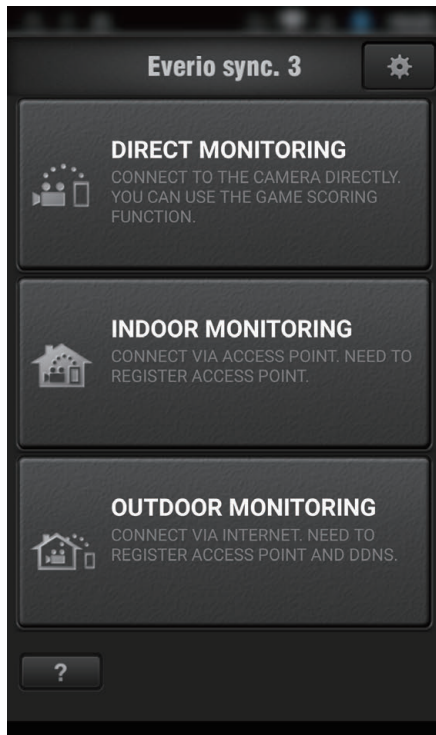 Everio sync. 3
DIRECT MONITORING
CONNECT TO THE CAMERA DIRECTLY.
YOU CAN USE THE GAME SCORING
FUNCTION.
INDOOR MONITORING
CONNECT VIA ACCESS POINT. NEED TO
REGISTER ACCESS POINT.
OUTDOOR MONITORING
CONNECT VIA INTERNET. NEED TO
REGISTER ACCESS POINT AND DDNS.
?